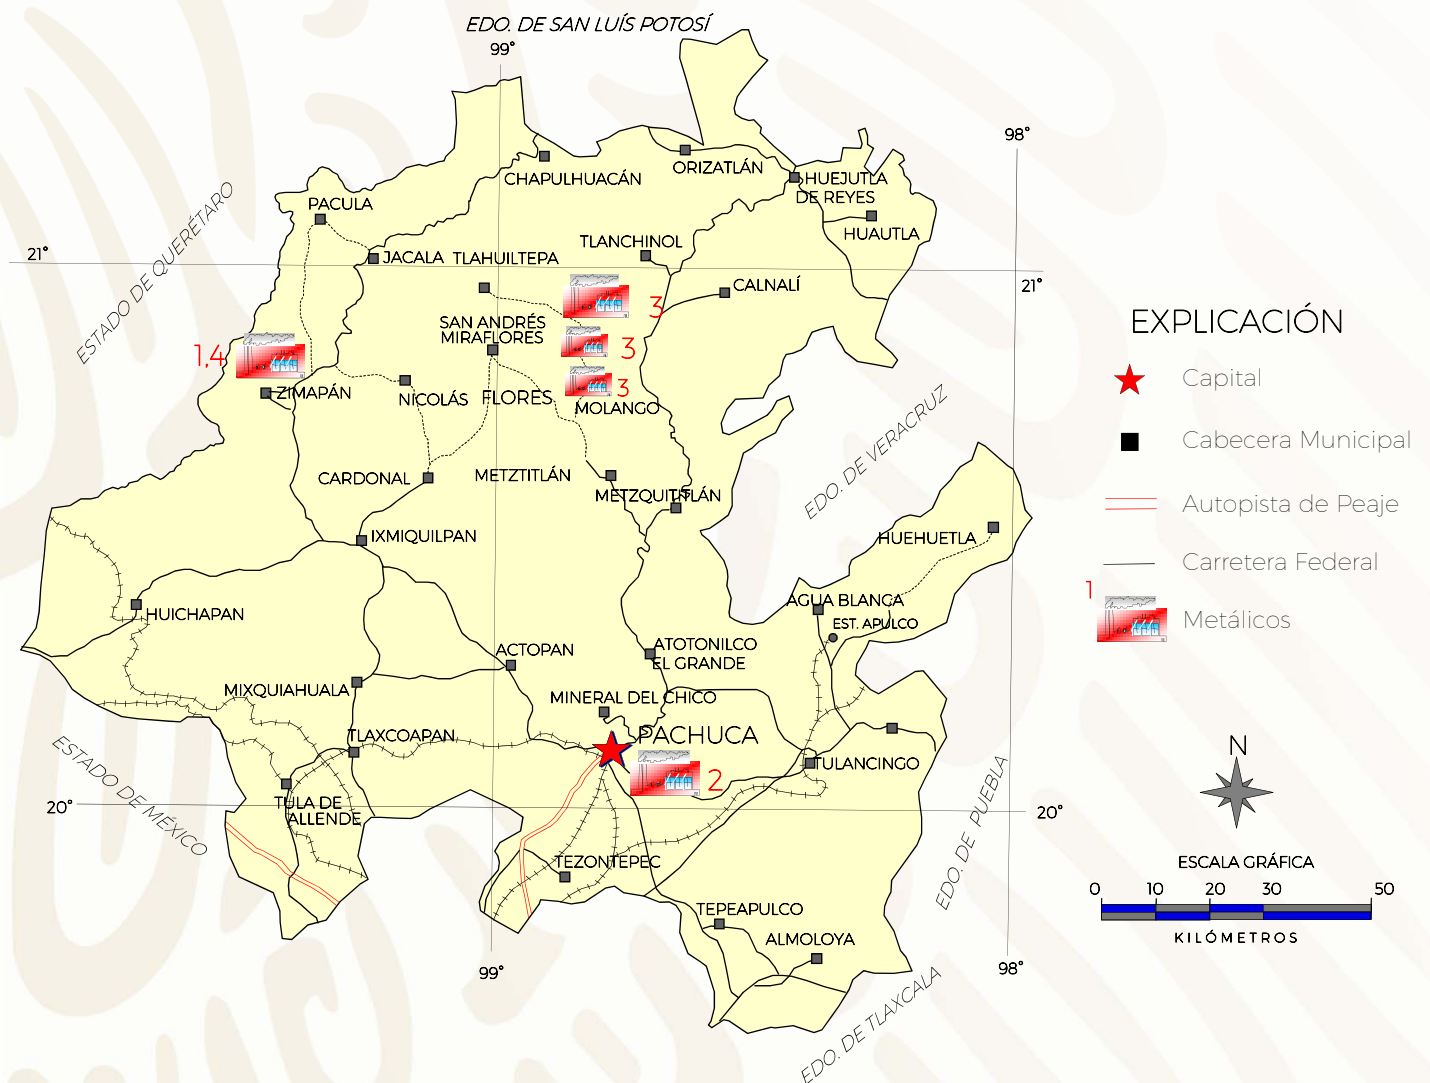 EDO. DE SAN LUÍS POTOSÍ
99°
98°
CHAPULHUACÁN
ORIZATLÁN
HUEJUTLA
DE REYES
PACULA
HUAUTLA
ESTADO DE QUERÉTARO
21°
JACALA
TLAHUILTEPA
TLANCHINOL
CALNALÍ
21°
3
SAN ANDRÉS
MIRAFLORES
3
1,4
ZIMAPÁN
NICOLÁS
FLORES
3
MOLANGO
EDO. DE VERACRUZ
CARDONAL
METZTITLÁN
METZQUITITLÁN
IXMIQUILPAN
HUEHUETLA
HUICHAPAN
AGUA BLANCA
EST. APULCO
ACTOPAN
ATOTONILCO
EL GRANDE
MIXQUIAHUALA
MINERAL DEL CHICO
TLAXCOAPAN
PACHUCA
2
TULANCINGO
ESTADO DE MÉXICO
20°
TULA DE
ALLENDE
20°
EDO. DE PUEBLA
TEZONTEPEC
TEPEAPULCO
ALMOLOYA
99°
98°
EDO. DE TLAXCALA
EXPLICACIÓN
Capital
Cabecera Municipal
Autopista de Peaje
Carretera Federal
1
Metálicos
N
ESCALA GRÁFICA
0 10 20 30 50
KILÓMETROS